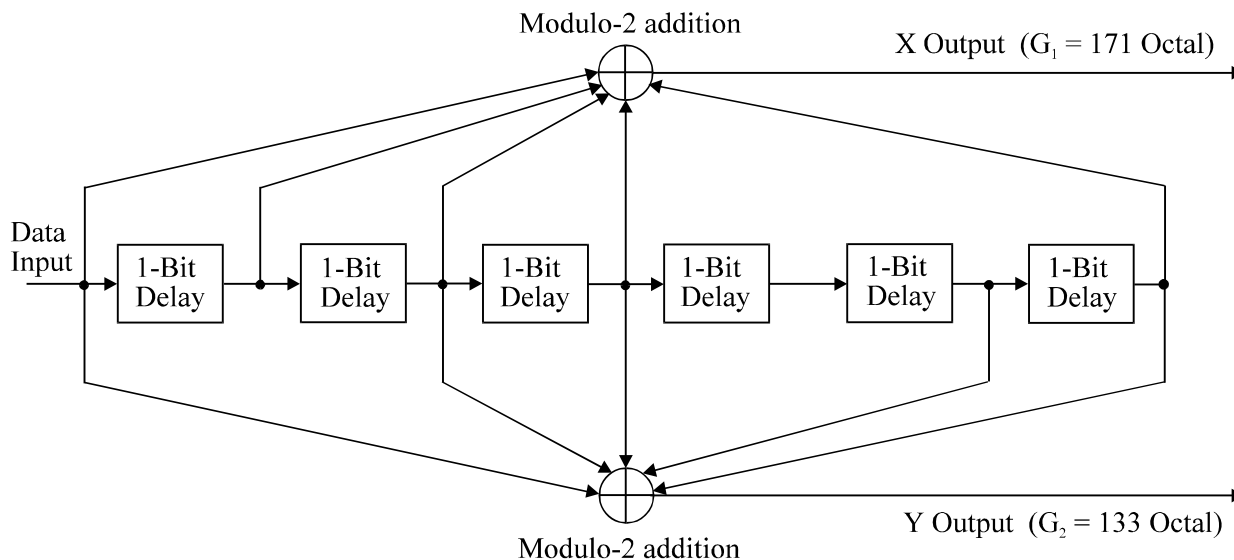 Modulo-2 addition
X Output (G₁ = 171 Octal)
Data
Input
1-Bit
Delay
1-Bit
Delay
1-Bit
Delay
1-Bit
Delay
1-Bit
Delay
1-Bit
Delay
Y Output (G₂ = 133 Octal)
Modulo-2 addition